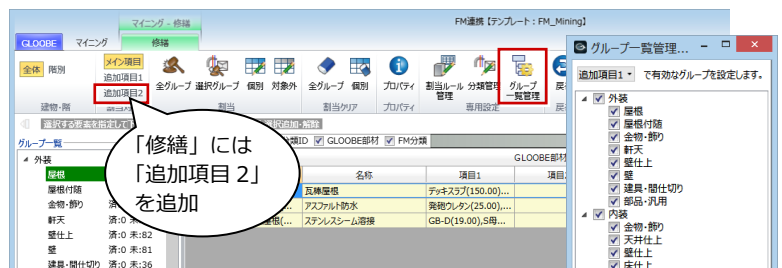 マイニング - 修繕
FM連携【テンプレート：FM_Mining】
GLOOBE マイニング 修繕
全体 階別
メイン項目
追加項目1
追加項目2
全グループ 選択グループ 個別 対象外
全グループ 個別
プロパティ
割当ルール管理
分類管理
グループ一覧管理
建物・階
割当
割当クリア
プロパティ
専用設定
グループ一覧
外装
屋根
屋根付随
金物・飾り 済:0
軒天 済:0
壁仕上 済:0 未:82
壁 済:0 未:81
建具・間仕切り 済:0 未:36
「修繕」には
「追加項目２」
を追加
GLOOBE部材 FM分類
GLOOBE部材
名称 項目1
瓦棒屋根 デッキスラブ(150.00)...
アスファルト防水 発砲ウレタン(25.00),...
ステンレスシーム溶接 GB-D(19.00),S母...
グループ一覧管理...
追加項目1 で有効なグループを設定します。
外装
屋根
屋根付随
金物・飾り
軒天
壁仕上
壁
建具・間仕切り
部品・汎用
内装
金物・飾り
天井仕上
壁仕上
床仕上